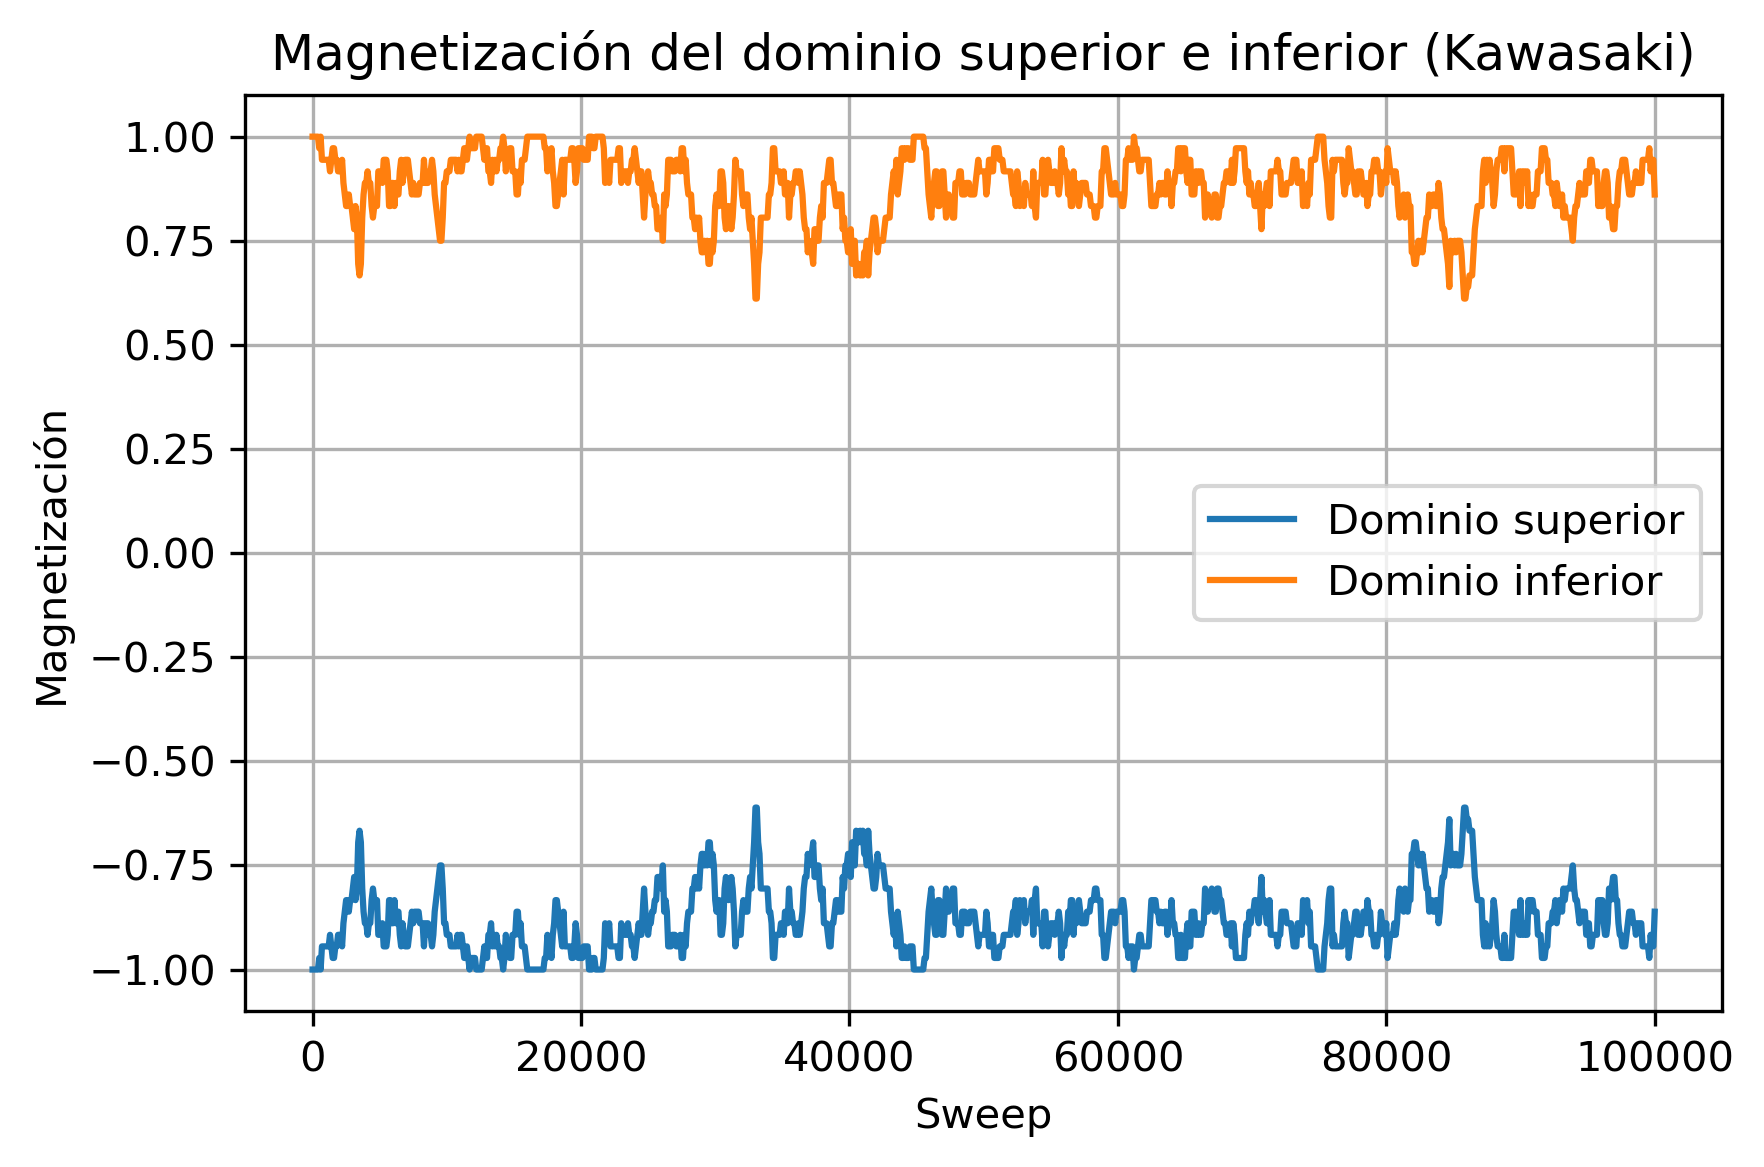 Magnetización del dominio superior e inferior (Kawasaki)
1.00
0.75
0.50
0.25
0.00
−0.25
−0.50
−0.75
−1.00
Magnetización
Dominio superior
Dominio inferior
0 20000 40000 60000 80000 100000
Sweep